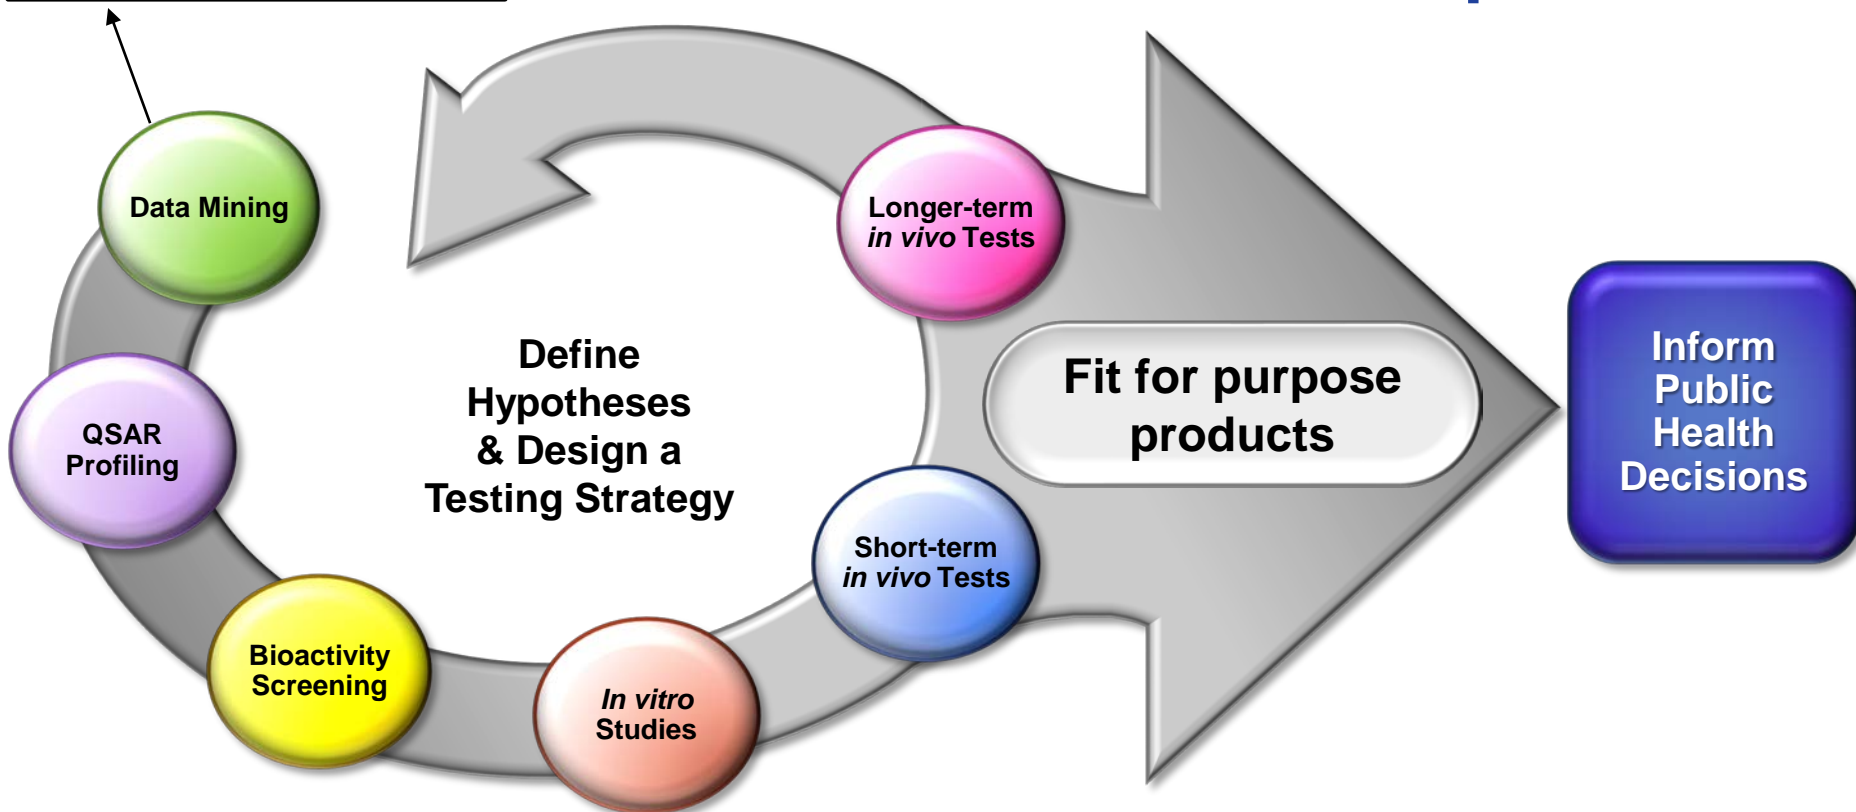 Data Mining
QSAR
Profiling
Bioactivity
Screening
In vitro
Studies
Short-term
in vivo Tests
Longer-term
in vivo Tests
Define
Hypotheses
& Design a
Testing Strategy
Fit for purpose
products
Inform
Public
Health
Decisions